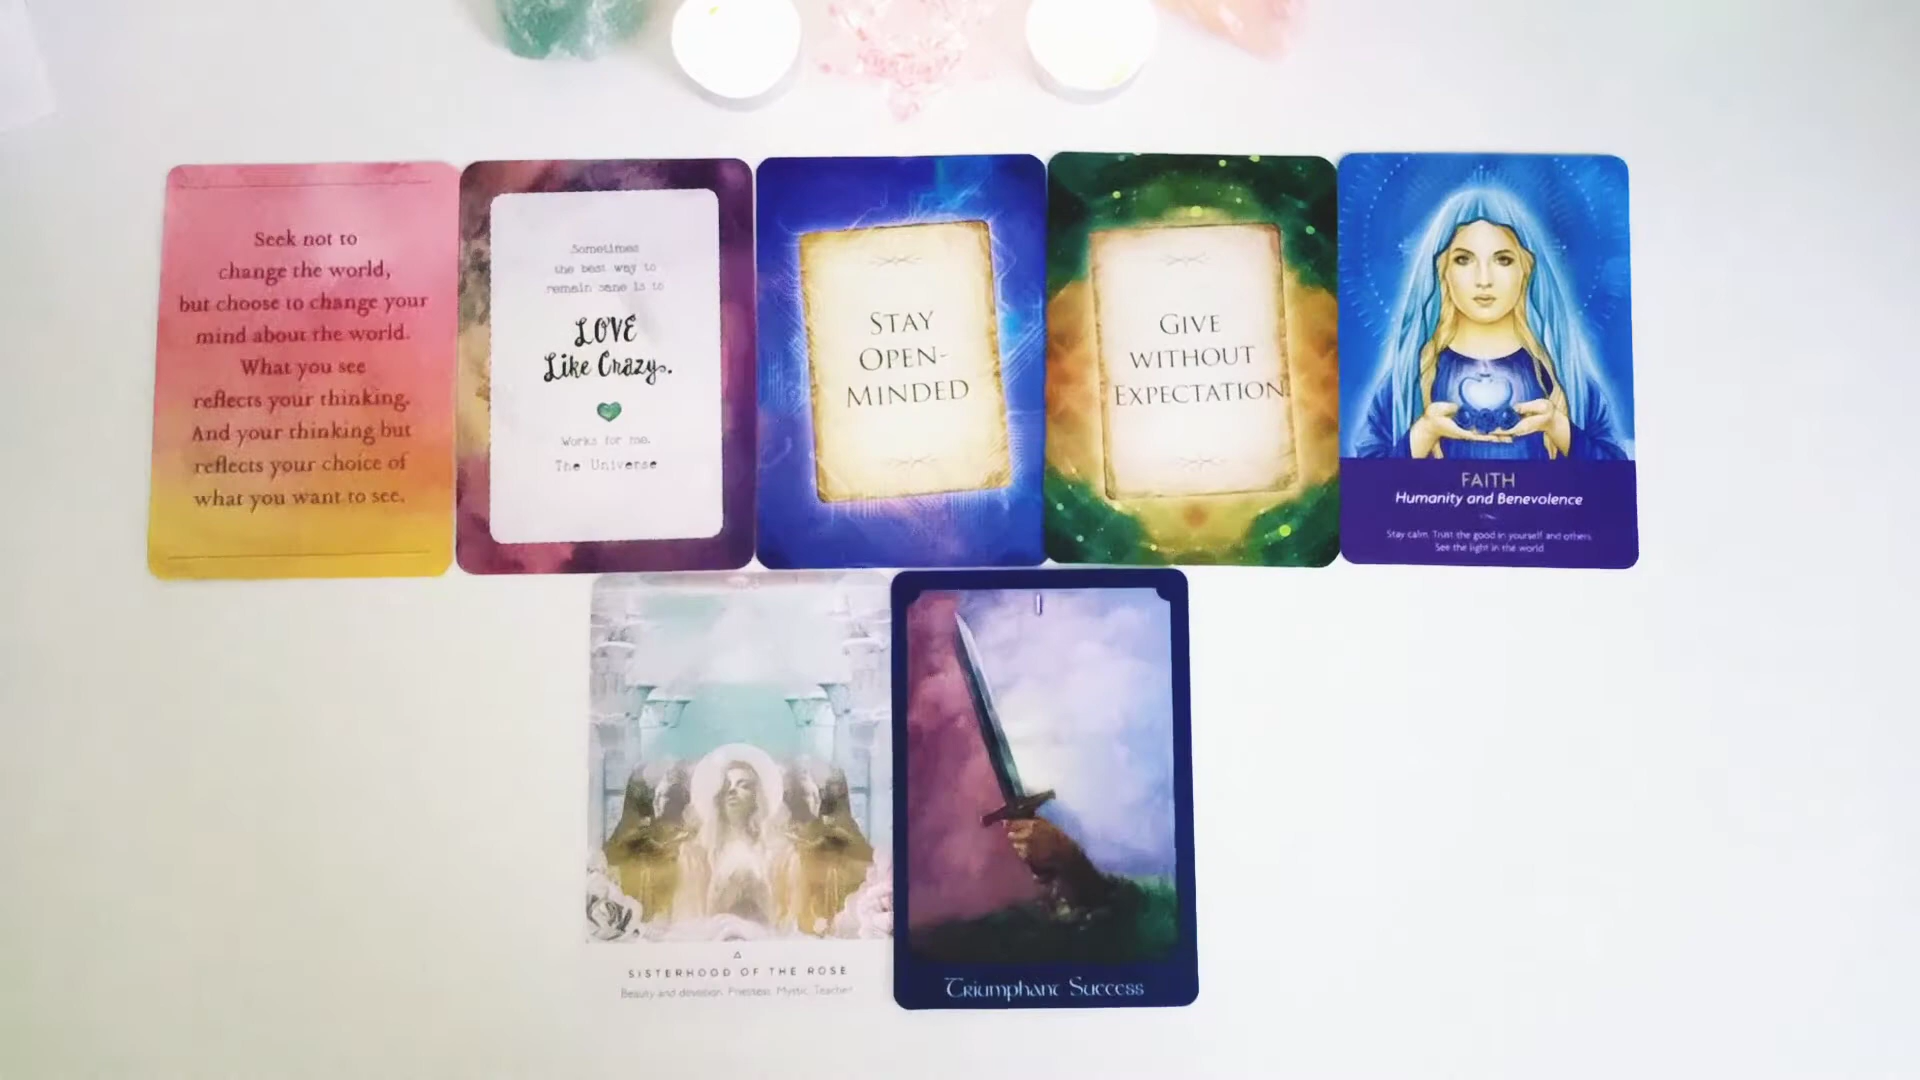 Seek not to
change the world,
but choose to change your
mind about the world.
What you see
reflects your thinking.
And your thinking but
reflects your choice of
what you want to see.
Sometimes
the best way to
remain sane is to
LOVE
Like Crazy.
Works for me.
The Universe
STAY
OPEN-
MINDED
GIVE
WITHOUT
EXPECTATION.
FAITH
Humanity and Benevolence
Stay calm. Trust the good in yourself and others.
See the light in the world.
SISTERHOOD OF THE ROSE
Beauty and devotion. Priestess. Mystic. Teacher.
I
Triumphant Success